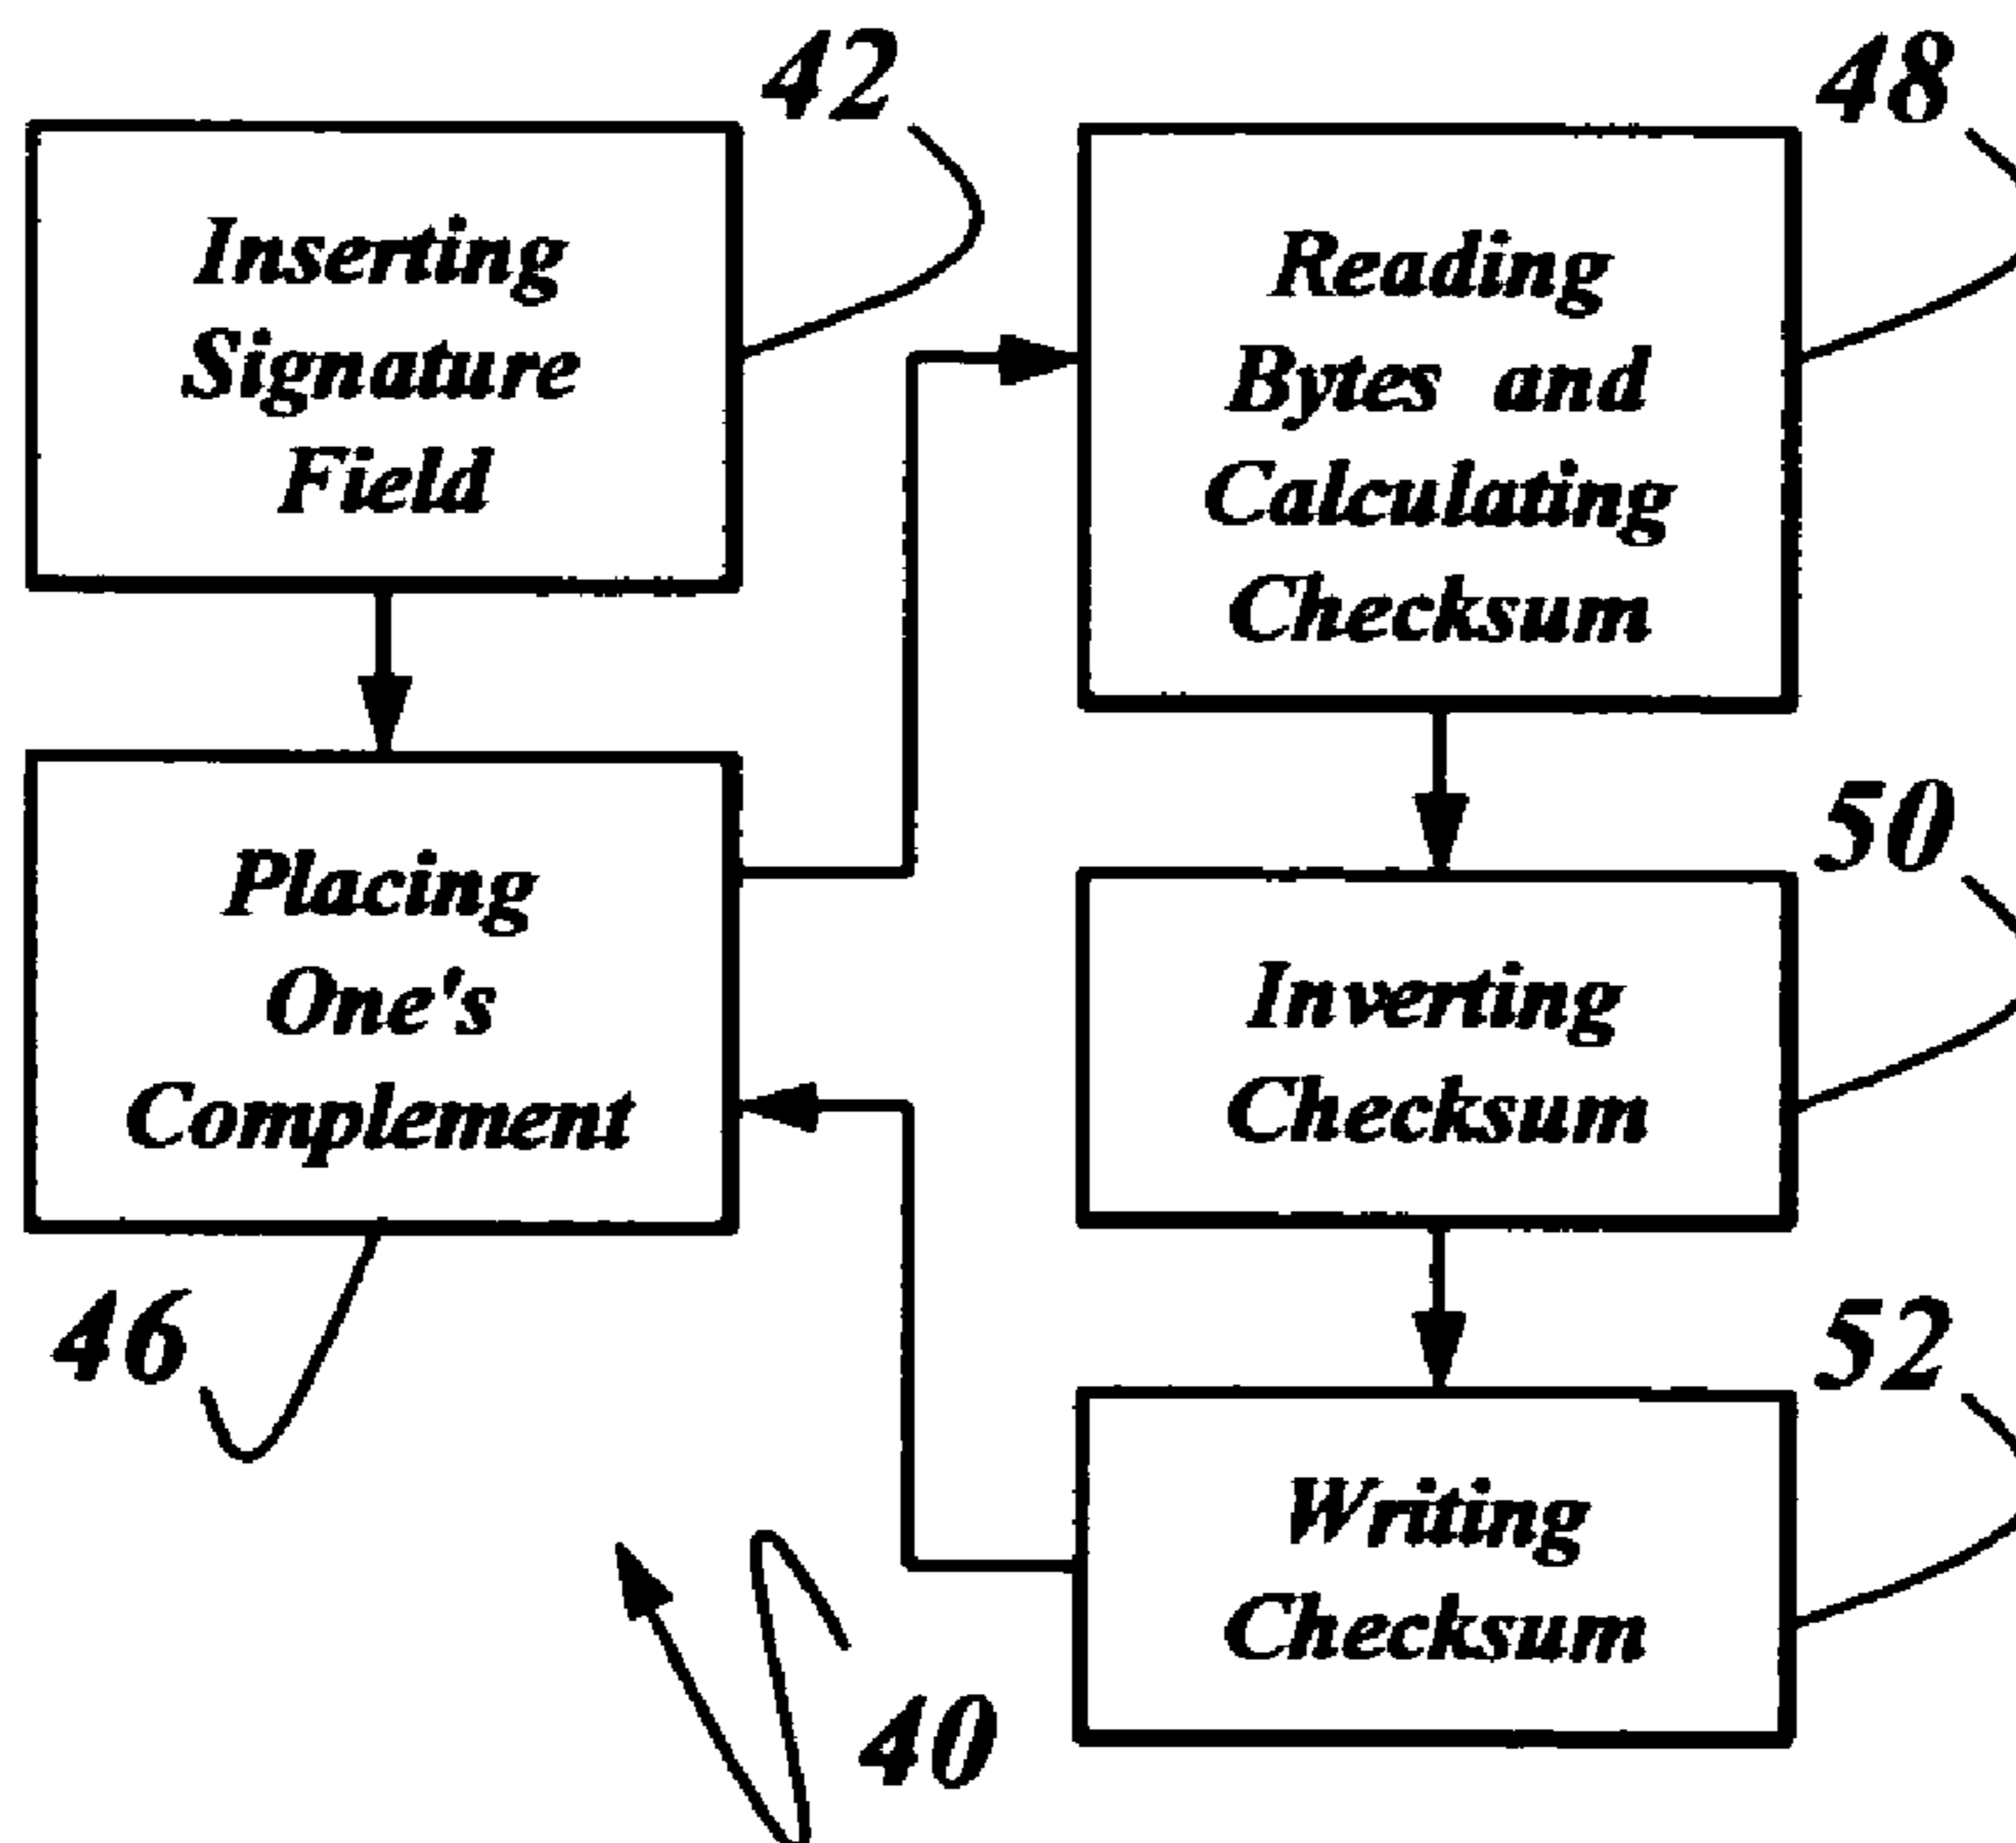 42
Inserting
Signature
Field
Placing
One's
Complement
46
48
Reading
Bytes and
Calculating
Checksum
50
Inverting
Checksum
52
Writing
Checksum
40